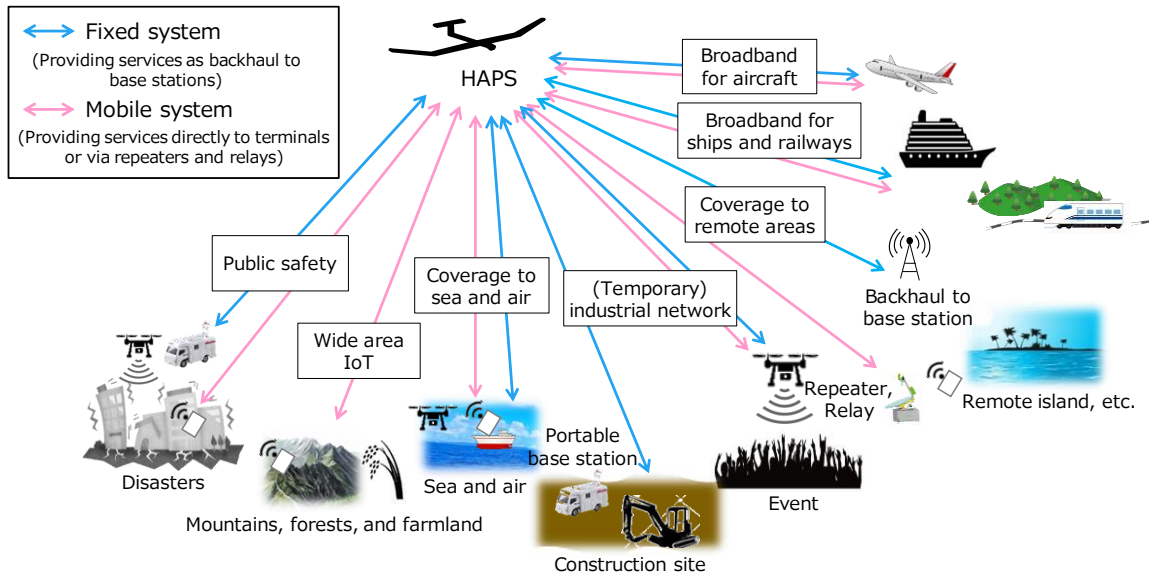 Fixed system
(Providing services as backhaul to
base stations)
Mobile system
(Providing services directly to terminals
or via repeaters and relays)
HAPS
Broadband
for aircraft
Broadband for
ships and railways
Coverage to
remote areas
Public safety
Coverage to
sea and air
(Temporary)
industrial network
Wide area
IoT
Backhaul to
base station
Repeater,
Relay
Remote island, etc.
Portable
base station
Disasters
Sea and air
Event
Mountains, forests, and farmland
Construction site